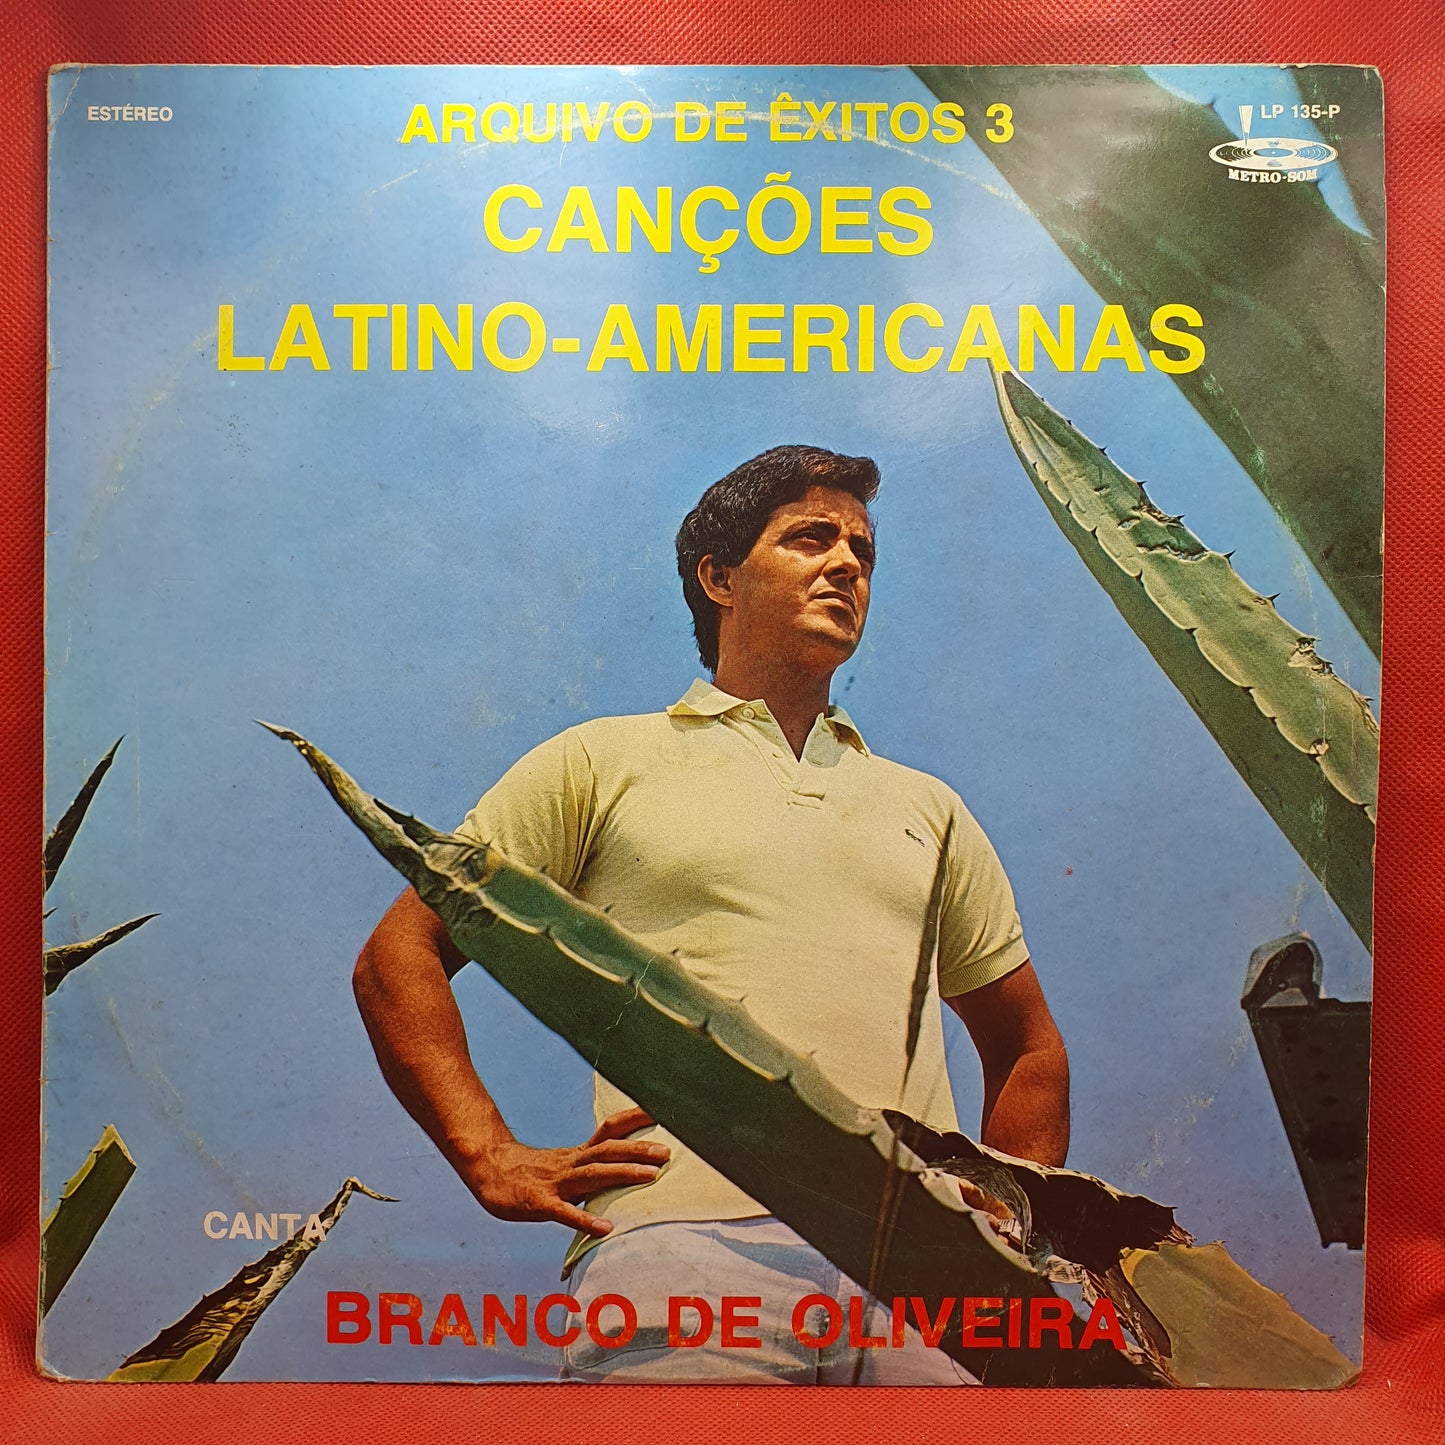 ESTÉREO
ARQUIVO DE ÊXITOS 3
LP 135-P
METRO-SOM
CANÇÕES
LATINO-AMERICANAS
CANTA
BRANCO DE OLIVEIRA